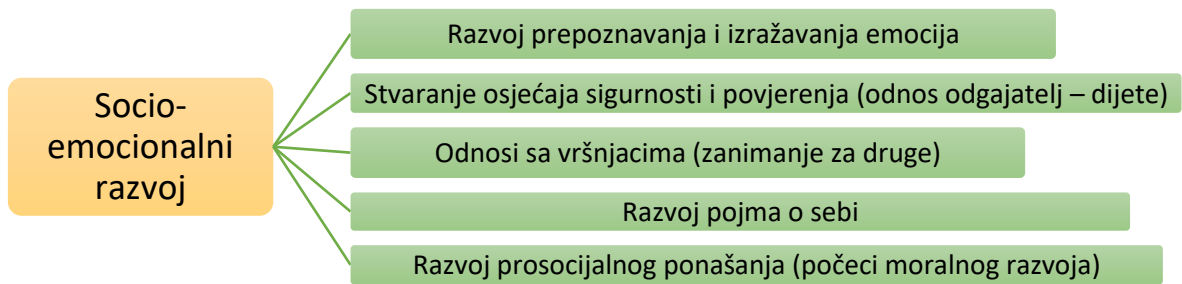 Socio-
emocionalni
razvoj
Razvoj prepoznavanja i izražavanja emocija
Stvaranje osjećaja sigurnosti i povjerenja (odnos odgajatelj – dijete)
Odnosi sa vršnjacima (zanimanje za druge)
Razvoj pojma o sebi
Razvoj prosocijalnog ponašanja (počeci moralnog razvoja)